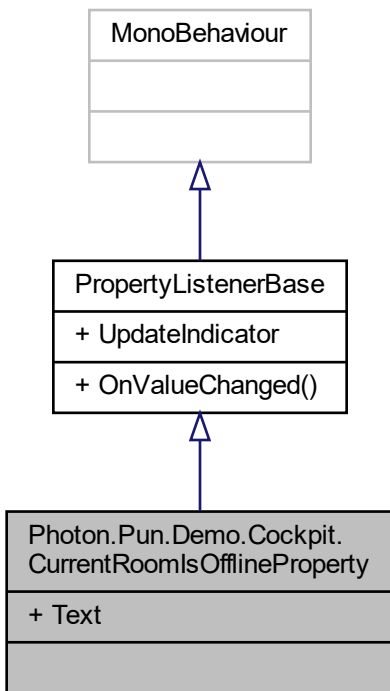 MonoBehaviour
PropertyListenerBase
+ UpdateIndicator
+ OnValueChanged()
Photon.Pun.Demo.Cockpit.
CurrentRoomIsOfflineProperty
+ Text